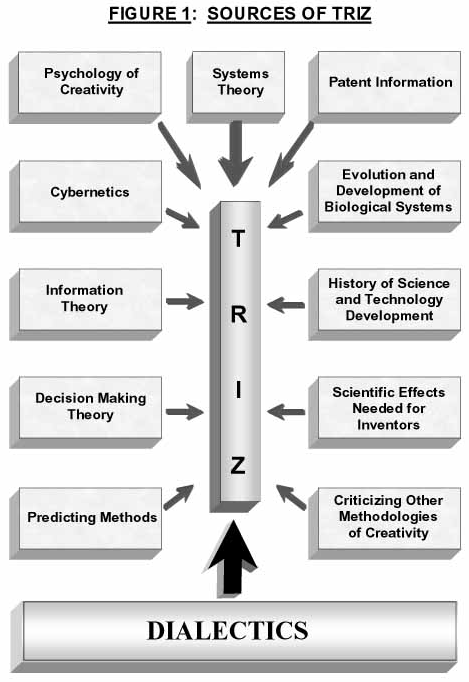 FIGURE 1: SOURCES OF TRIZ
Psychology of
Creativity
Systems
Theory
Patent Information
Cybernetics
Evolution and
Development of
Biological Systems
Information
Theory
History of Science
and Technology
Development
Decision Making
Theory
Scientific Effects
Needed for
Inventors
Predicting Methods
Criticizing Other
Methodologies
of Creativity
T
R
I
Z
DIALECTICS